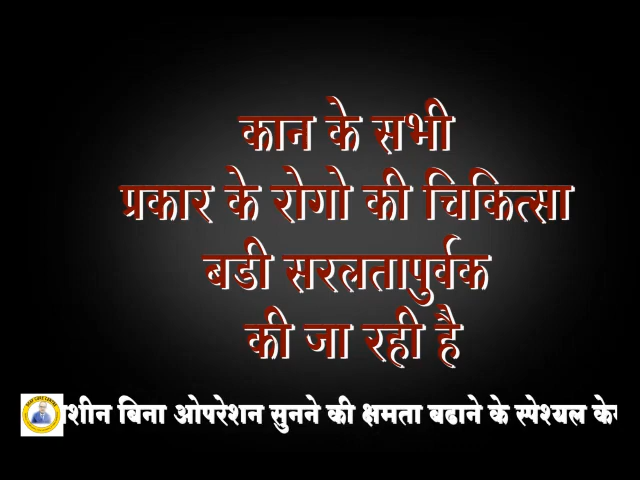 कान के सभी
प्रकार के रोगो की चिकित्सा
बडी सरलतापुर्वक
की जा रही है
शीन बिना ओपरेशन सुनने की क्षमता बढाने के स्पेश्यल के